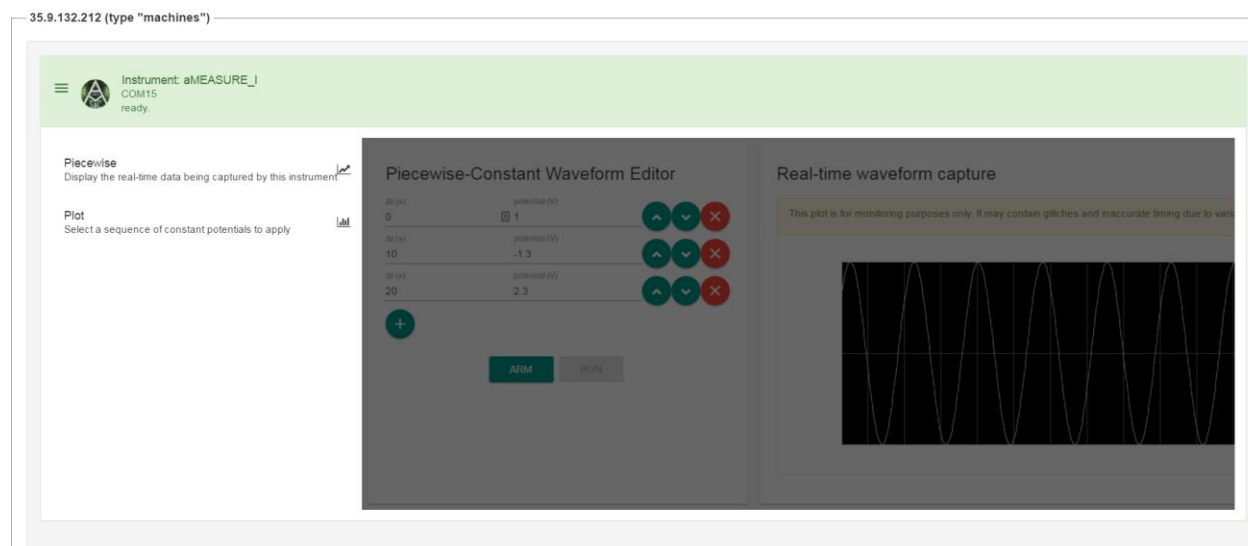 35.9.132.212 (type "machines")
Instrument: aMEASURE_I
COM15
ready.
Piecewise
Display the real-time data being captured by this instrument
Plot
Select a sequence of constant potentials to apply
Piecewise-Constant Waveform Editor
Δt (s) potential (V)
0 1
Δt (s) potential (V)
10 -1.3
Δt (s) potential (V)
20 2.3
ARM RUN
Real-time waveform capture
This plot is for monitoring purposes only. It may contain glitches and inaccurate timing due to